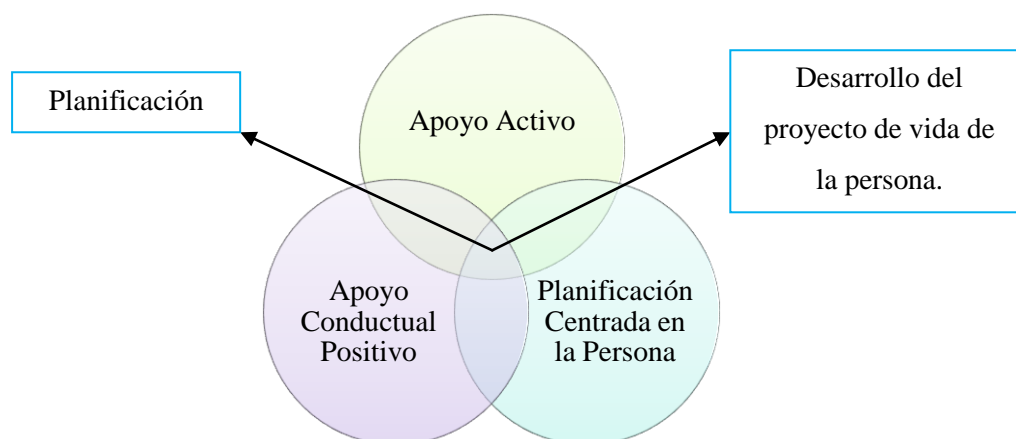 Planificación
Apoyo Activo
Desarrollo del
proyecto de vida de
la persona.
Apoyo
Conductual
Positivo
Planificación
Centrada en
la Persona